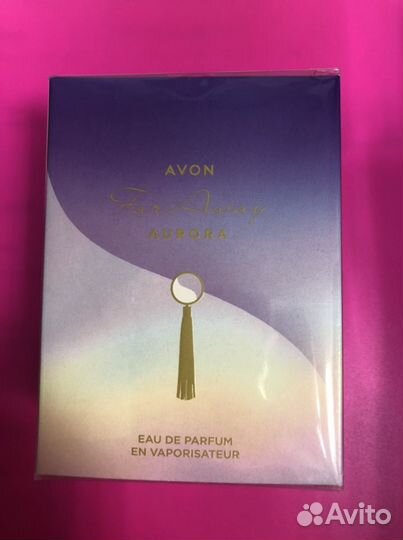 AVON
Far Away
AURORA
EAU DE PARFUM
EN VAPORISATEUR
Avito